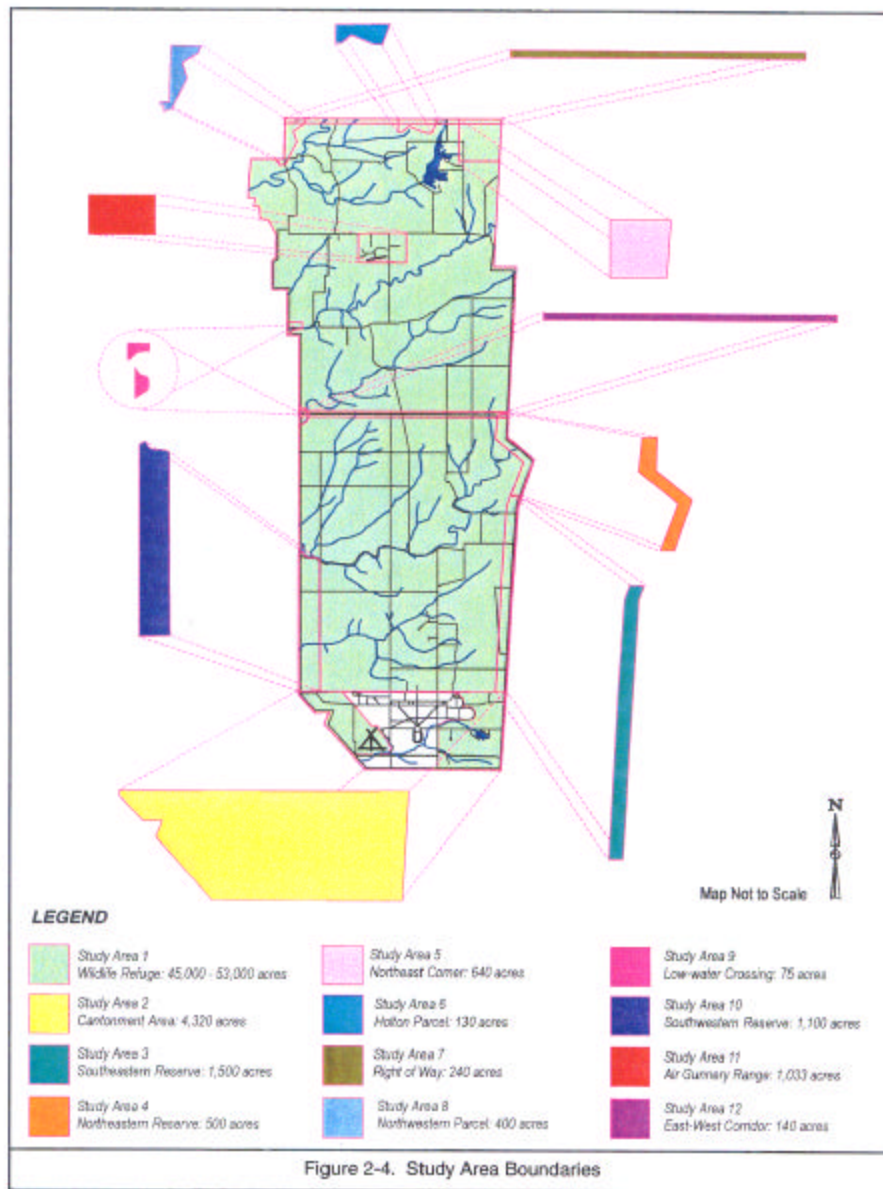 N
Map Not to Scale
LEGEND
Study Area 1
Wildlife Refuge: 45,000 - 53,000 acres
Study Area 2
Cantonment Area: 4,320 acres
Study Area 3
Southeastern Reserve: 1,500 acres
Study Area 4
Northeastern Reserve: 500 acres
Study Area 5
Northeast Corner: 640 acres
Study Area 6
Holton Parcel: 130 acres
Study Area 7
Right of Way: 240 acres
Study Area 8
Northwestern Parcel: 400 acres
Study Area 9
Low-water Crossing: 75 acres
Study Area 10
Southwestern Reserve: 1,100 acres
Study Area 11
Air Gunnery Range: 1,033 acres
Study Area 12
East-West Corridor: 140 acres
Figure 2-4. Study Area Boundaries